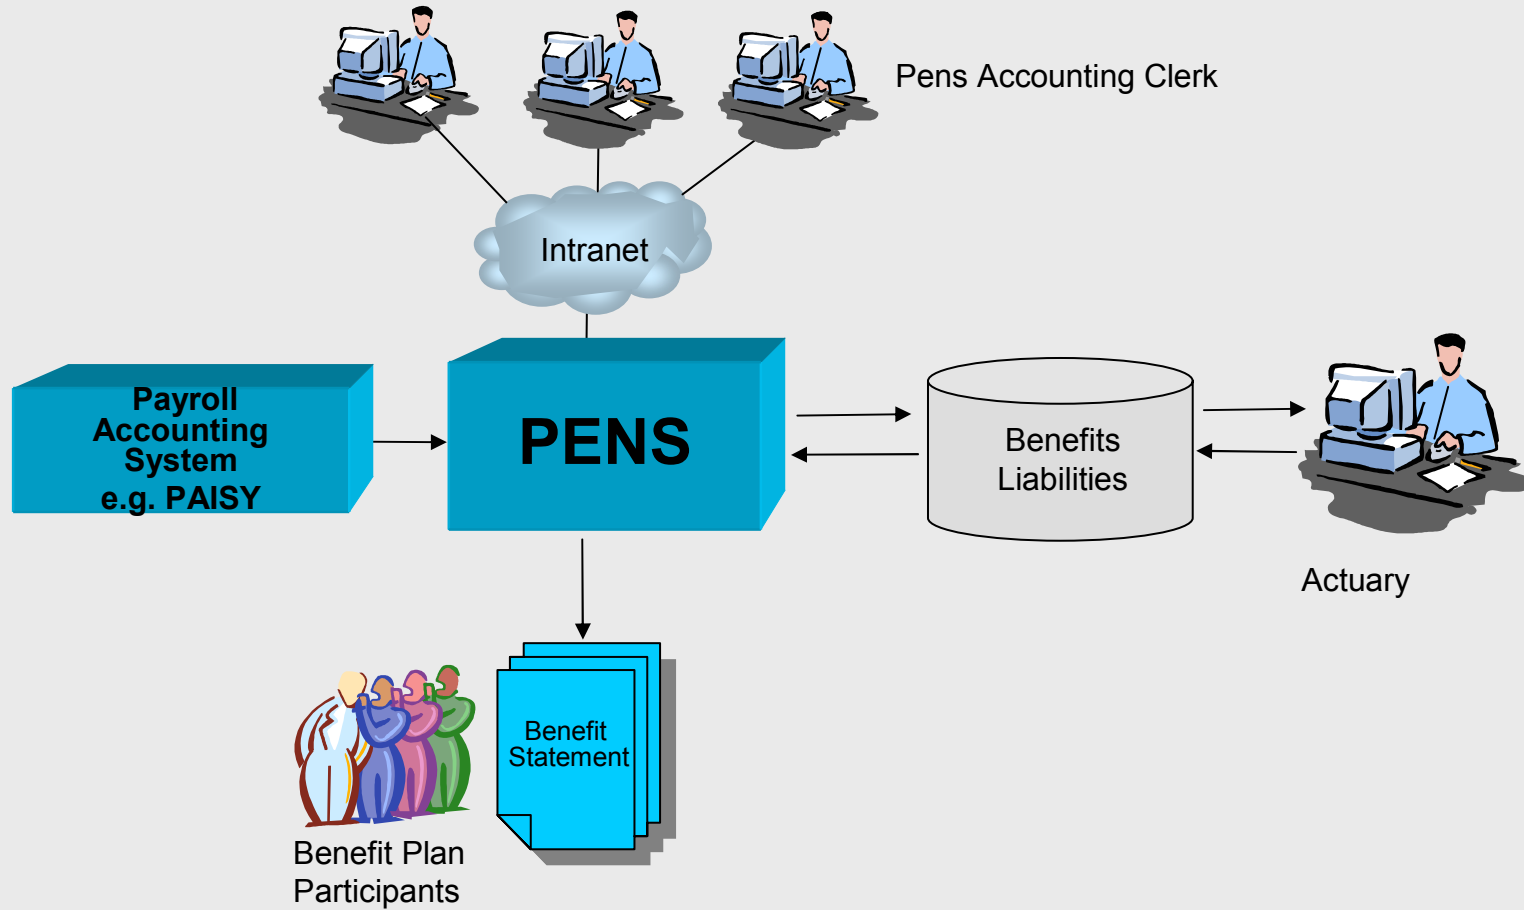 Pens Accounting Clerk
Intranet
Payroll
Accounting
System
e.g. PAISY
PENS
Benefits
Liabilities
Actuary
Benefit
Statement
Benefit Plan
Participants